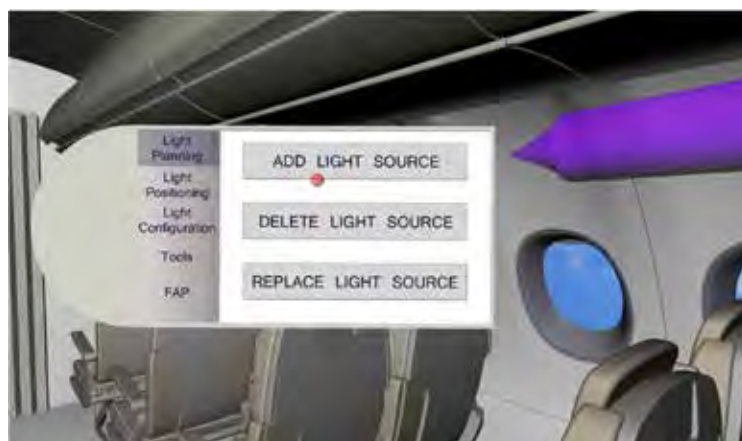 Light
Planning
Light
Positioning
Light
Configuration
Tools
FAP
ADD LIGHT SOURCE
DELETE LIGHT SOURCE
REPLACE LIGHT SOURCE